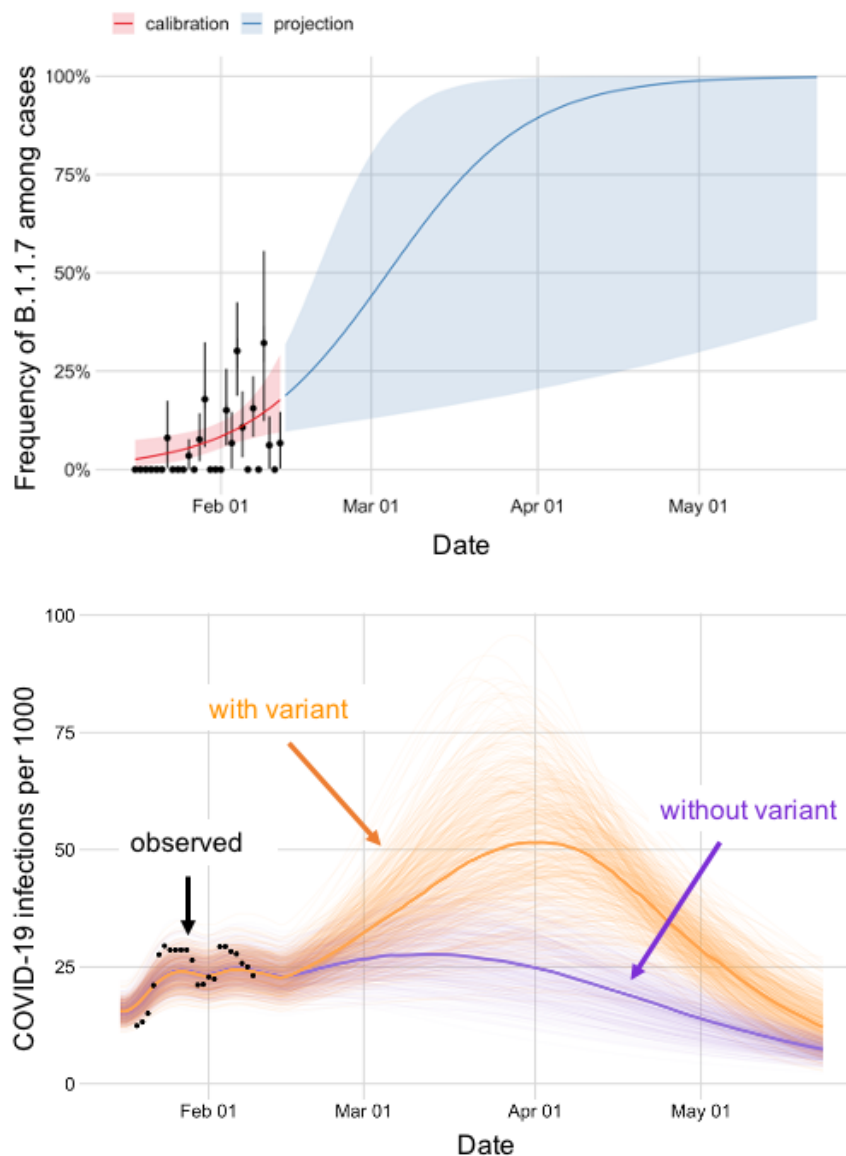 calibration projection
Frequency of B.1.1.7 among cases
100%
75%
50%
25%
0%
Feb 01 Mar 01 Apr 01 May 01
Date
COVID-19 infections per 1000
100
75
50
25
0
with variant
without variant
observed
Feb 01 Mar 01 Apr 01 May 01
Date